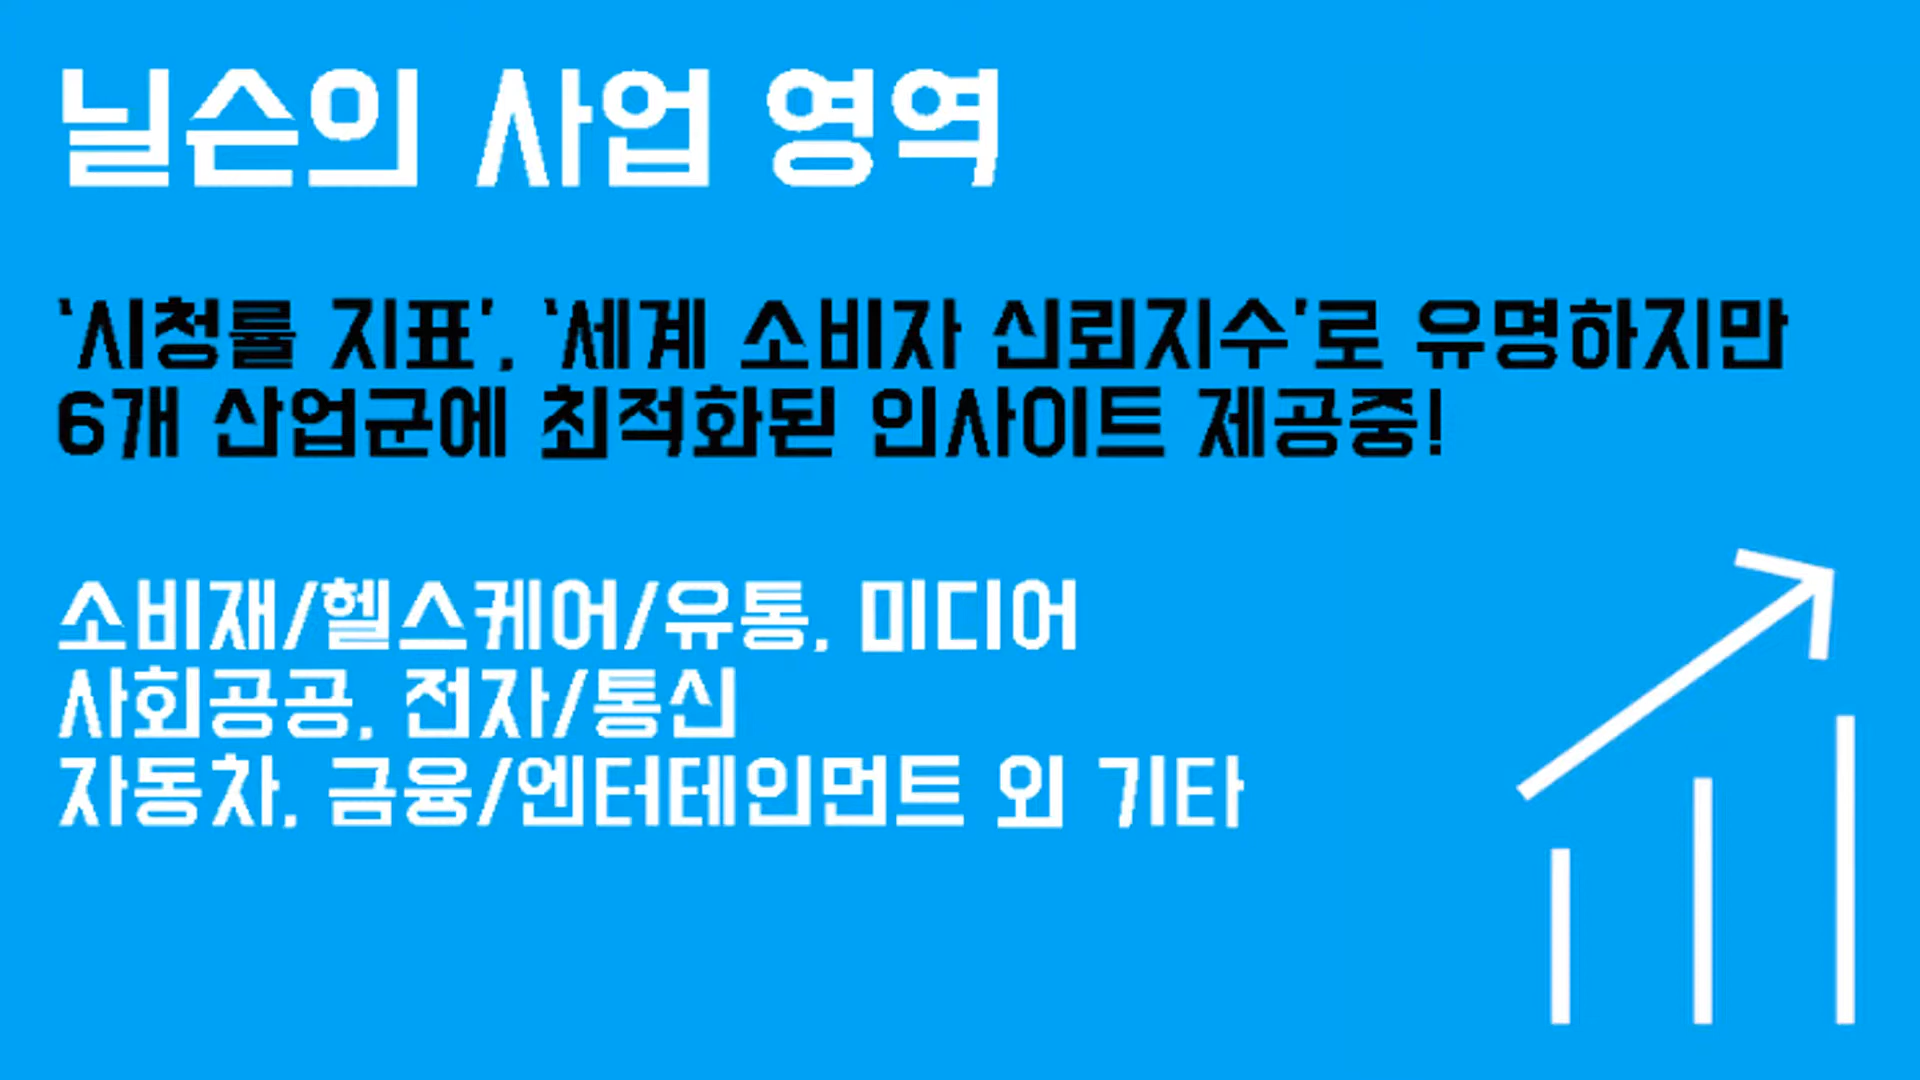 닐슨의 사업 영역
‘시청률 지표’, ‘세계 소비자 신뢰지수’로 유명하지만
6개 산업군에 최적화된 인사이트 제공중!
소비재/헬스케어/유통, 미디어
사회공공, 전자/통신
자동차, 금융/엔터테인먼트 외 기타